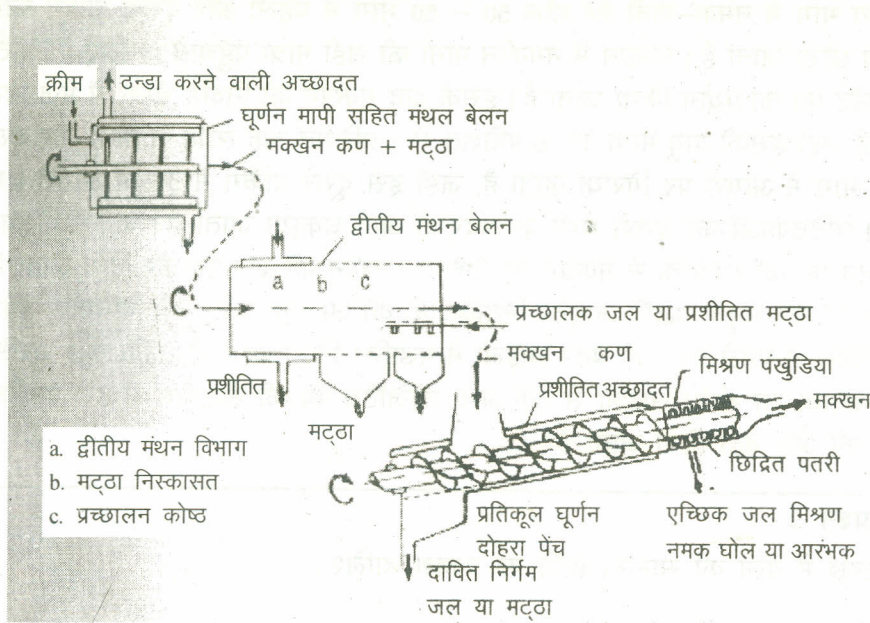 क्रीम
ठन्डा करने वाली अच्छादत
घूर्णन मापी सहित मंथल बेलन
मक्खन कण + मट्ठा
द्वितीय मंथन बेलन
a b c
प्रच्छालक जल या प्रशीतित मट्ठा
मक्खन कण
प्रशीतित
मट्ठा
प्रशीतित अच्छादत
मिश्रण पंखुडिया
मक्खन
छिद्रित पतरी
a. द्वितीय मंथन विभाग
b. मट्ठा निस्कासत
c. प्रच्छालन कोष्ठ
प्रतिकूल घूर्णन
दोहरा पेंच
एच्छिक जल मिश्रण
नमक घोल या आरंभक
दावित निर्गम
जल या मट्ठा